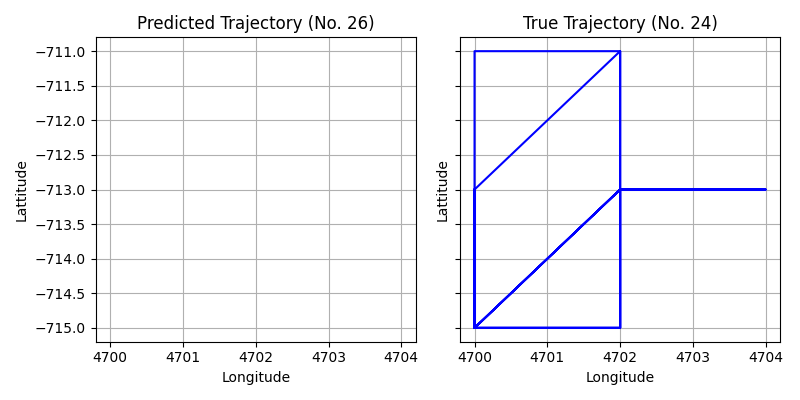 Predicted Trajectory (No. 26)
True Trajectory (No. 24)
−711.0
−711.5
−712.0
−712.5
−713.0
−713.5
−714.0
−714.5
−715.0
Lattitude
Lattitude
4700 4701 4702 4703 4704
4700 4701 4702 4703 4704
Longitude
Longitude